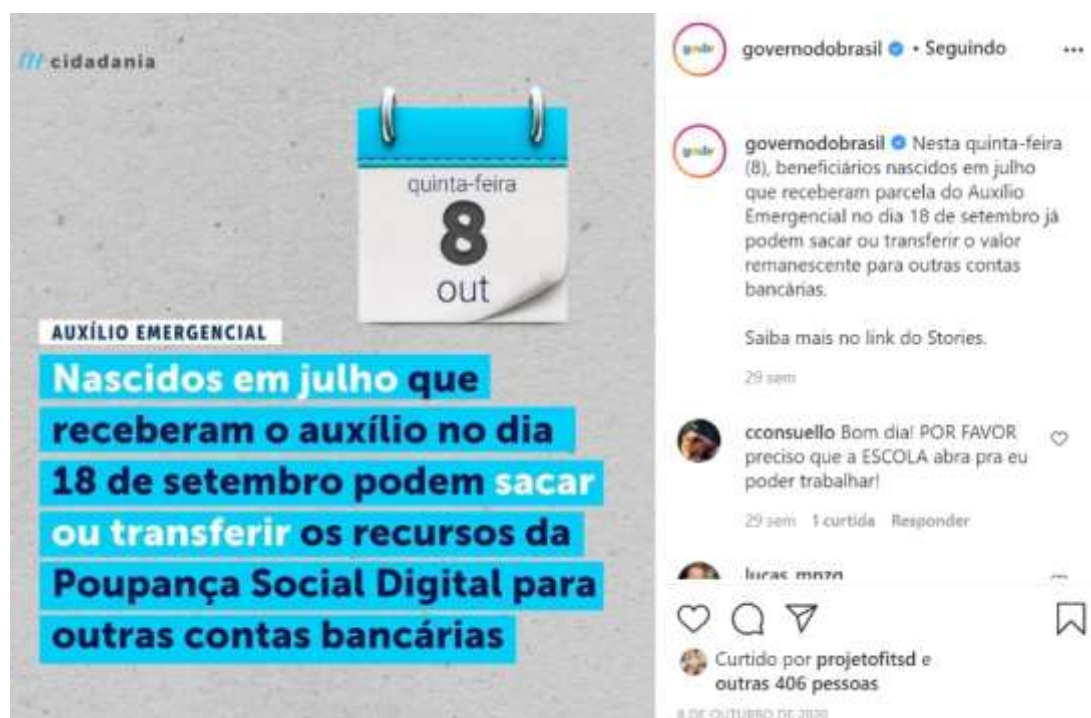 cidadania
quinta-feira
8
out
AUXÍLIO EMERGENCIAL
Nascidos em julho que
receberam o auxílio no dia
18 de setembro podem sacar
ou transferir os recursos da
Poupança Social Digital para
outras contas bancárias
governodobrasil • Seguindo
governodobrasil Nesta quinta-feira
(8), beneficiários nascidos em julho
que receberam parcela do Auxílio
Emergencial no dia 18 de setembro já
podem sacar ou transferir o valor
remanescente para outras contas
bancárias.
Saiba mais no link do Stories.
29 sem
cconsuello Bom dia! POR FAVOR
preciso que a ESCOLA abra pra eu
poder trabalhar!
29 sem 1 curtida Responder
Curtido por projetofitsd e
outras 406 pessoas
8 DE OUTUBRO DE 2020